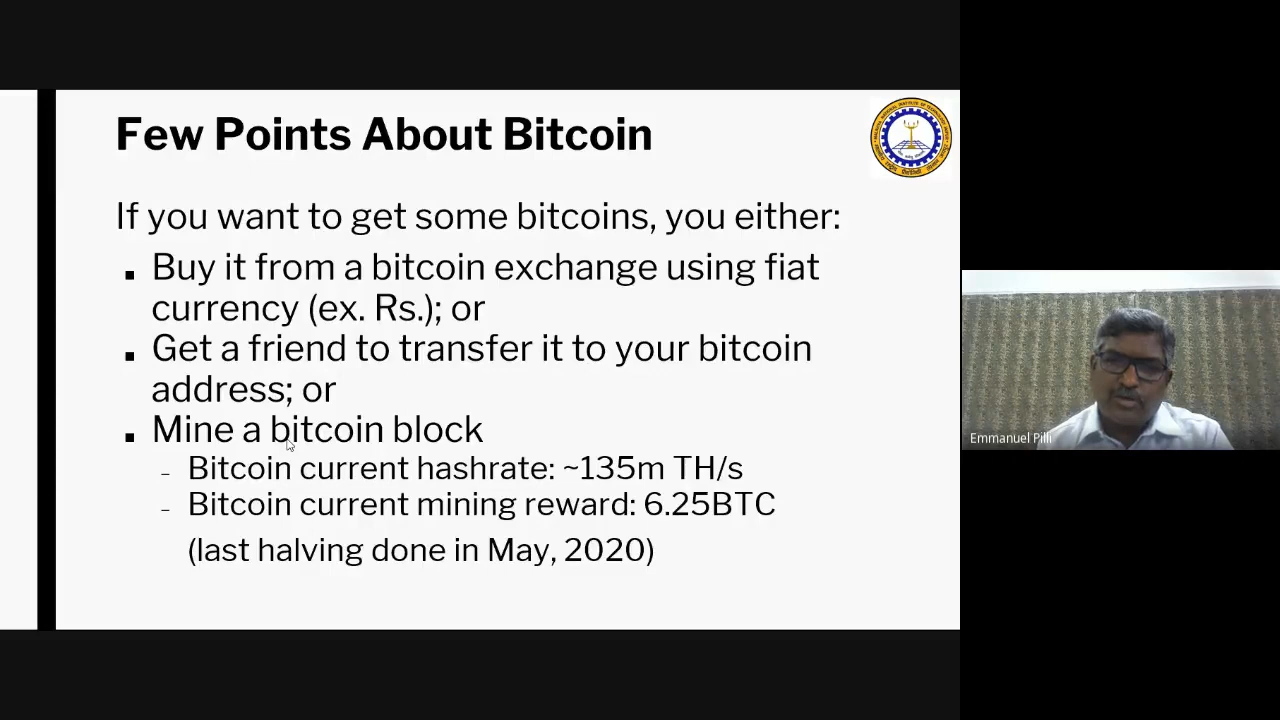 Few Points About Bitcoin
If you want to get some bitcoins, you either:
▪ Buy it from a bitcoin exchange using fiat
currency (ex. Rs.); or
▪ Get a friend to transfer it to your bitcoin
address; or
▪ Mine a bitcoin block
– Bitcoin current hashrate: ~135m TH/s
– Bitcoin current mining reward: 6.25BTC
(last halving done in May, 2020)
Emmanuel Pilli